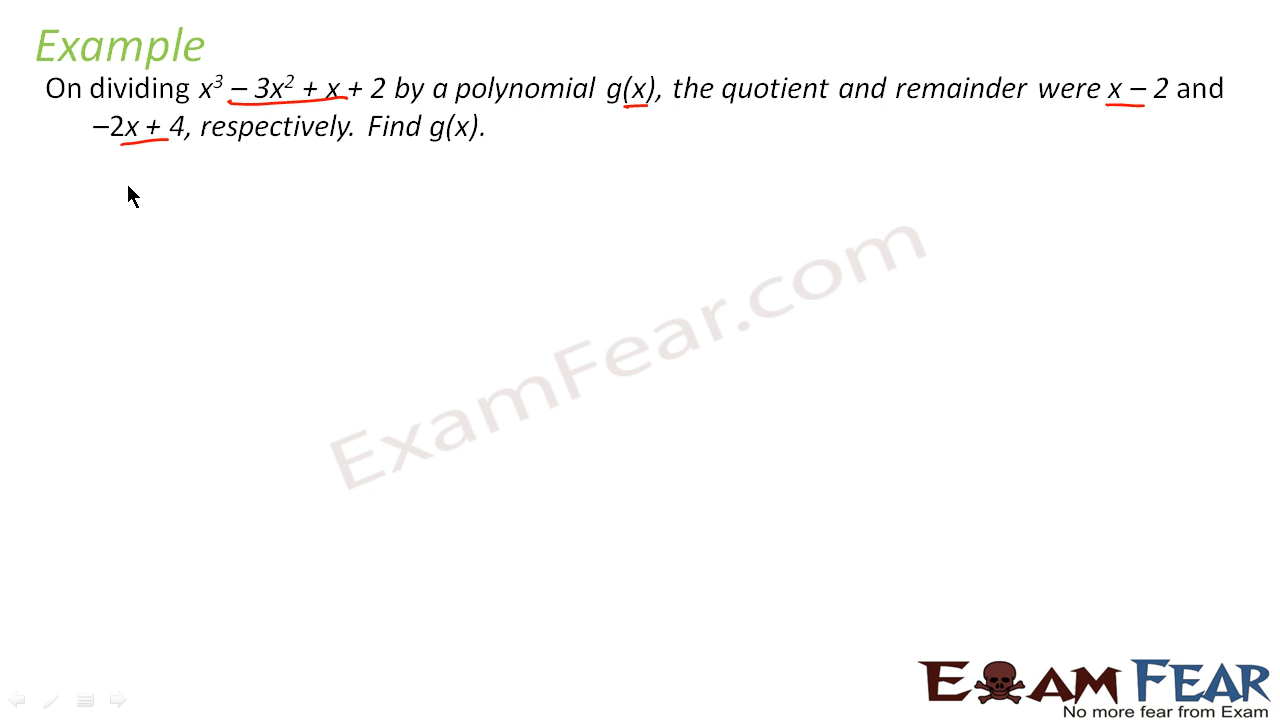 Example
On dividing x³ – 3x² + x + 2 by a polynomial g(x), the quotient and remainder were x – 2 and
–2x + 4, respectively. Find g(x).
ExamFear.com
EXAM FEAR
No more fear from Exam